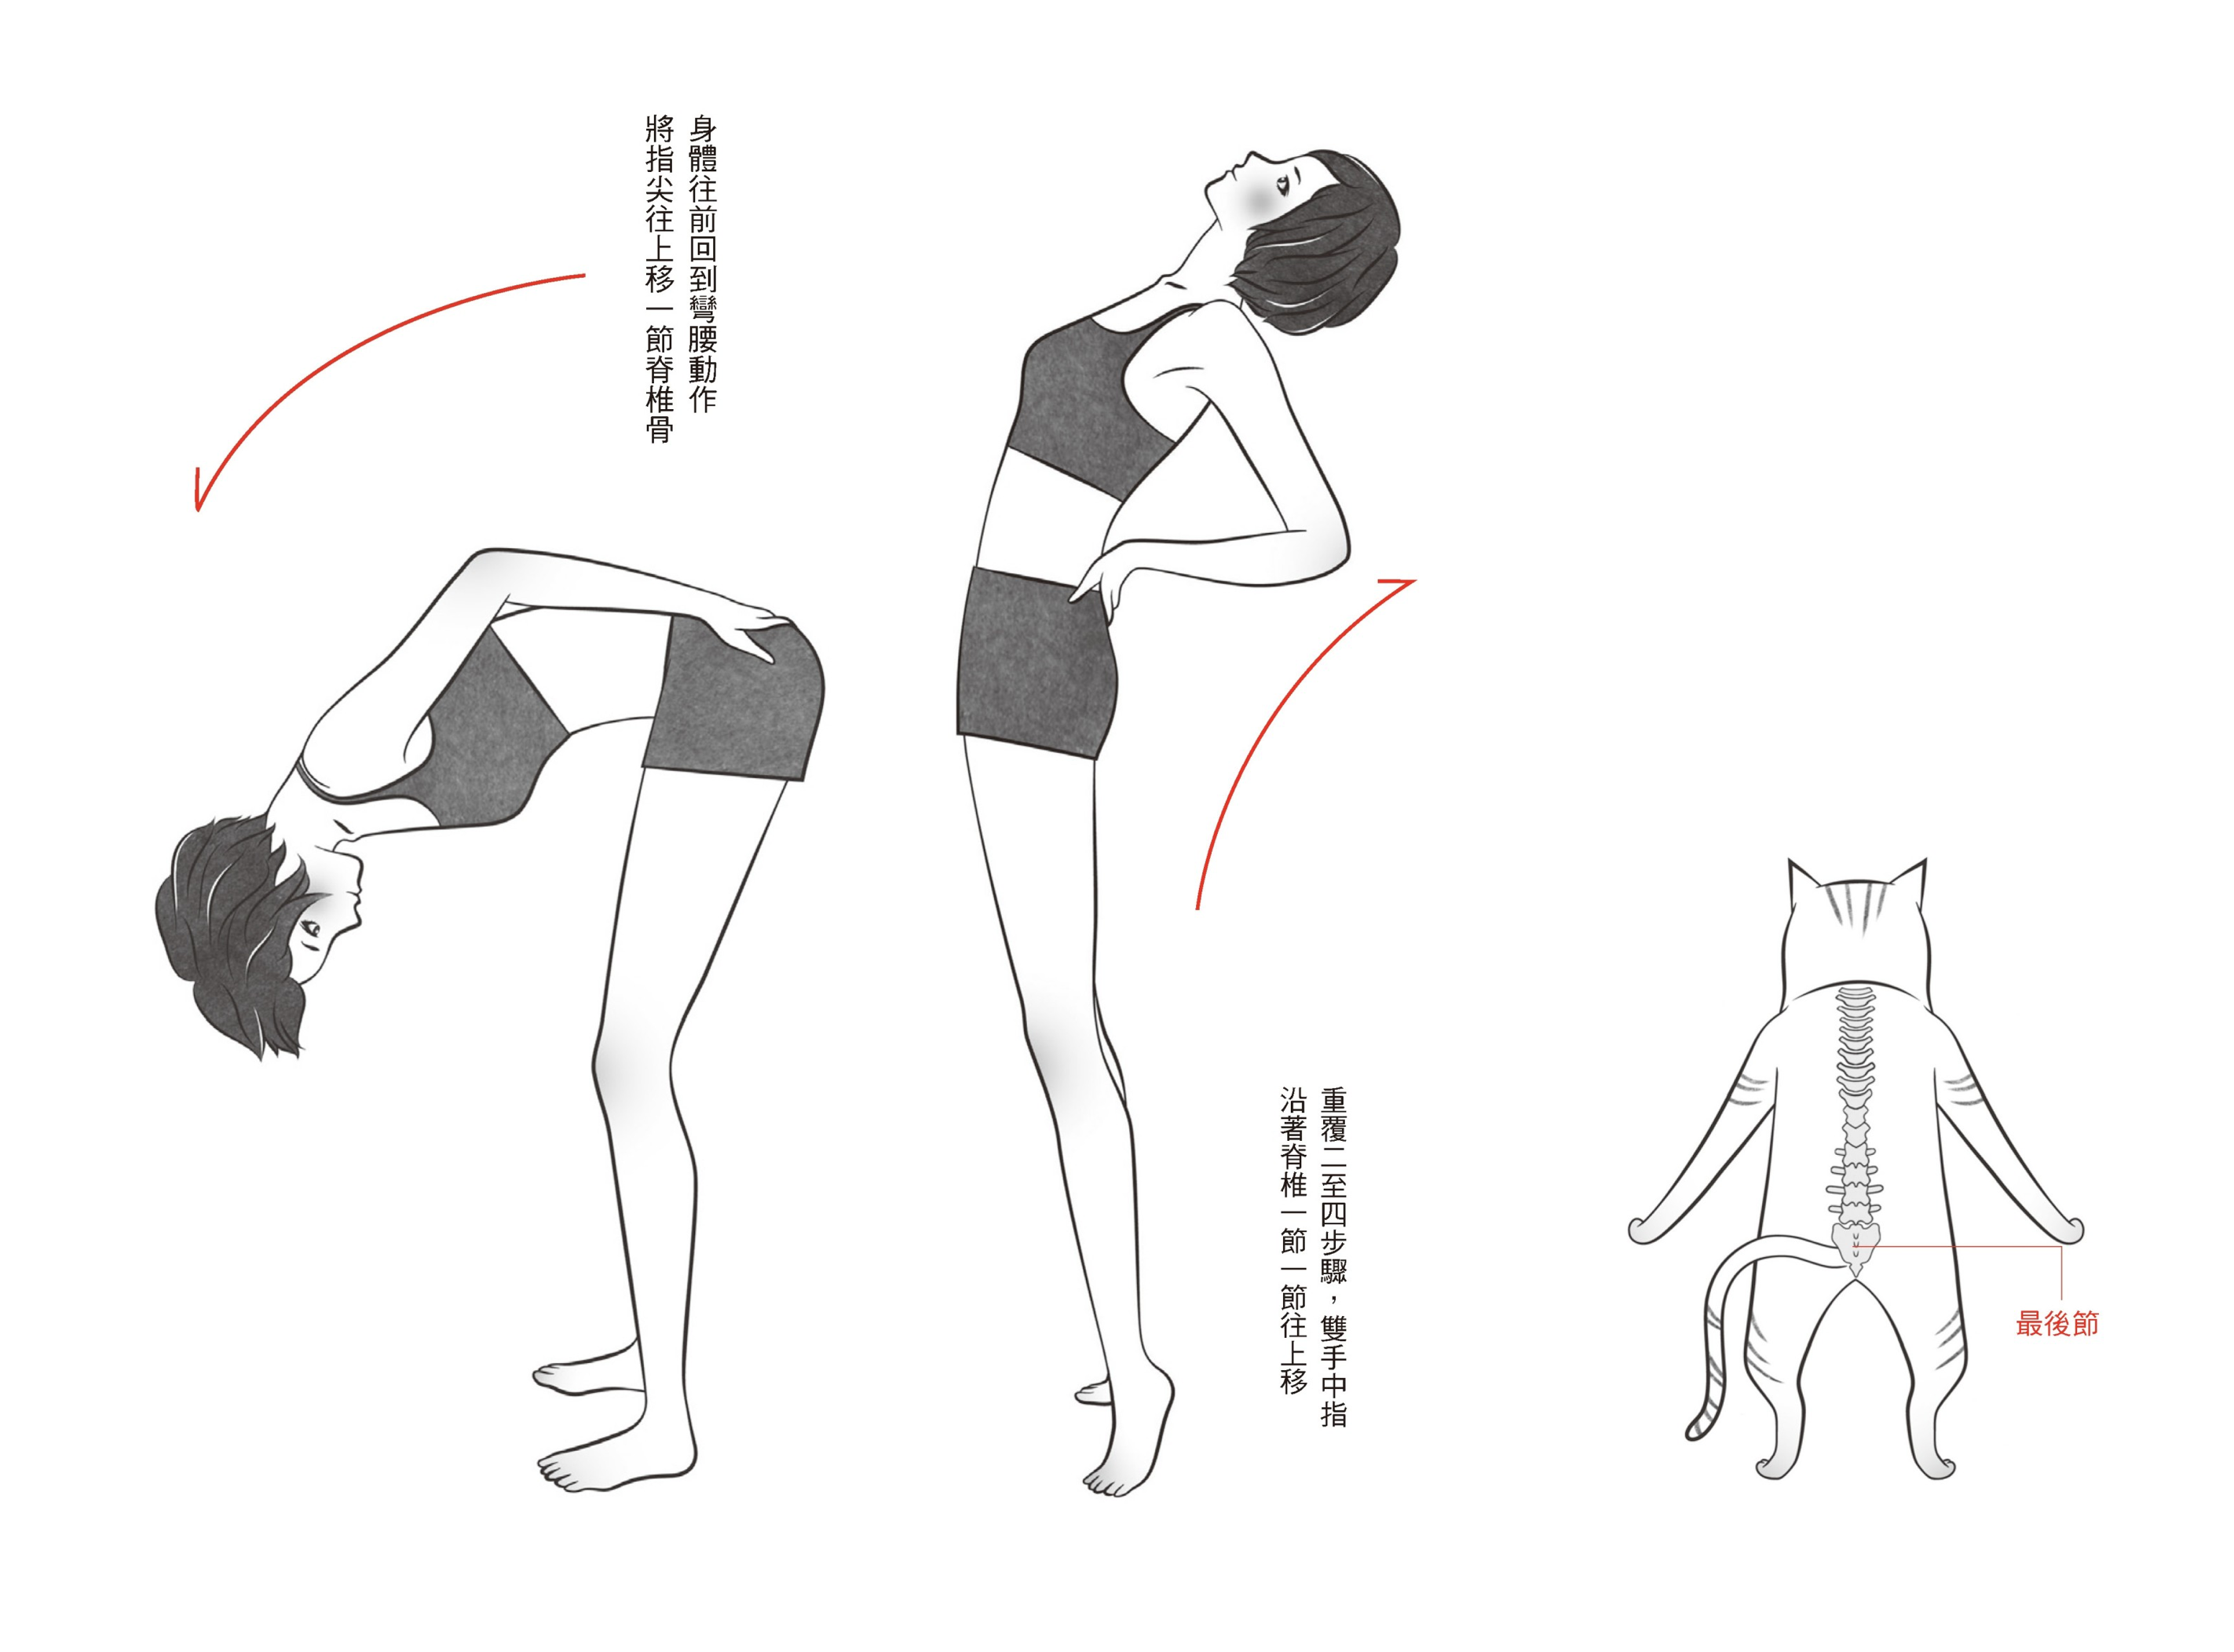 身體往前回到彎腰動作
將指尖往上移一節脊椎骨
重覆二至四步驟，雙手中指
沿著脊椎一節一節往上移
最後節